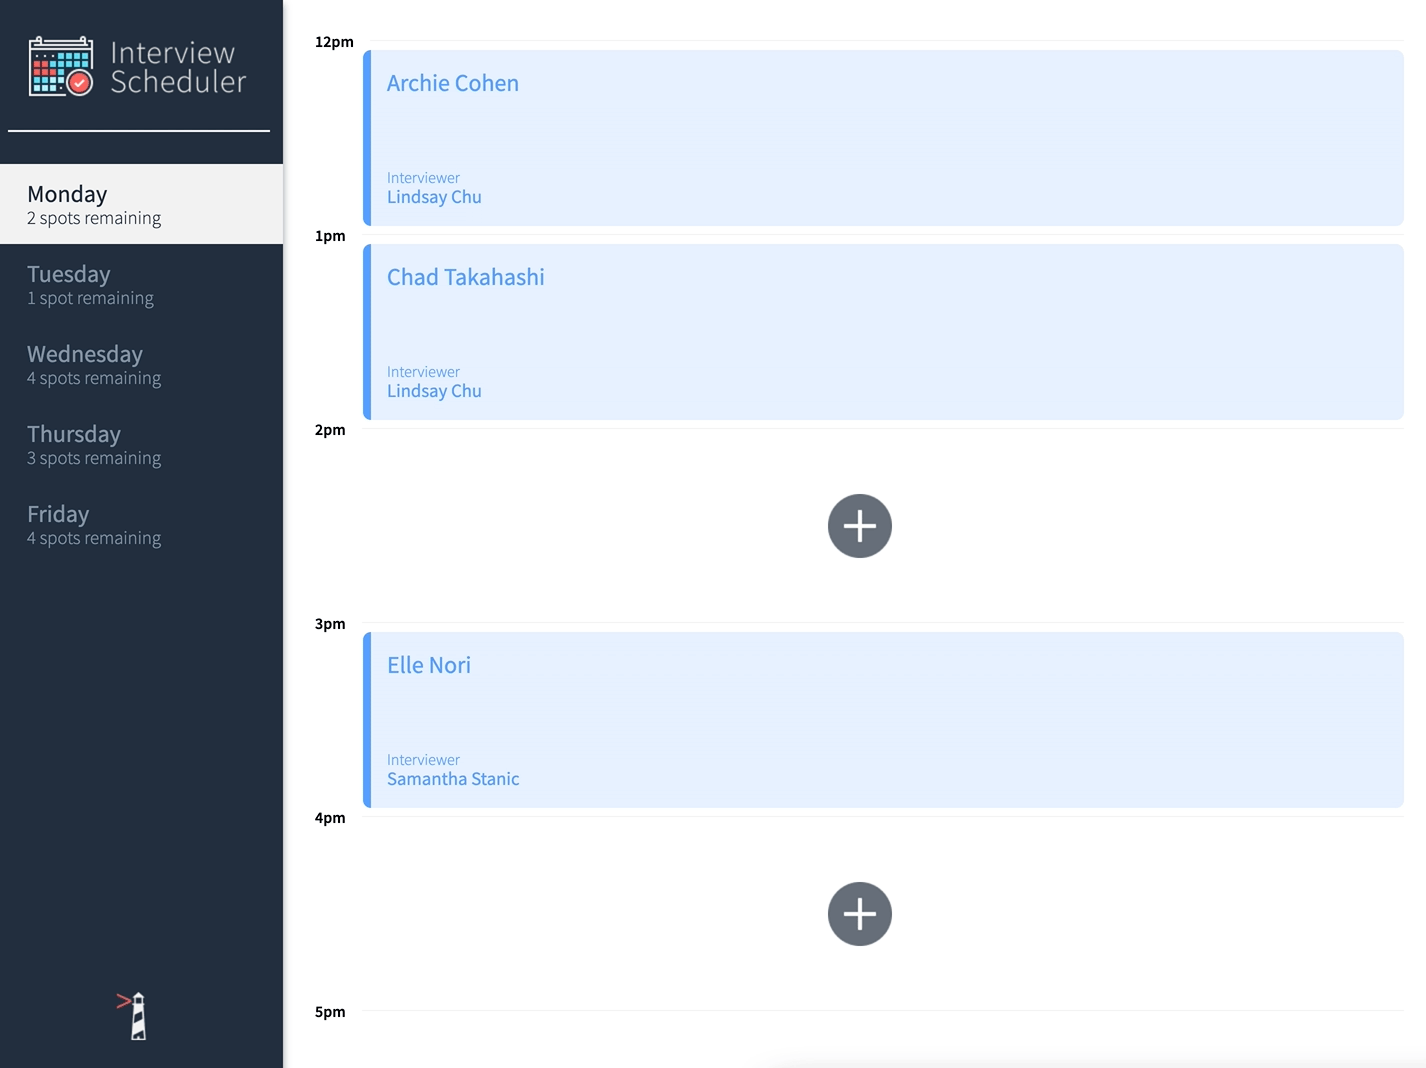 Interview
Scheduler
Monday
2 spots remaining
Tuesday
1 spot remaining
Wednesday
4 spots remaining
Thursday
3 spots remaining
Friday
4 spots remaining
12pm
Archie Cohen
Interviewer
Lindsay Chu
1pm
Chad Takahashi
Interviewer
Lindsay Chu
2pm
3pm
Elle Nori
Interviewer
Samantha Stanic
4pm
5pm